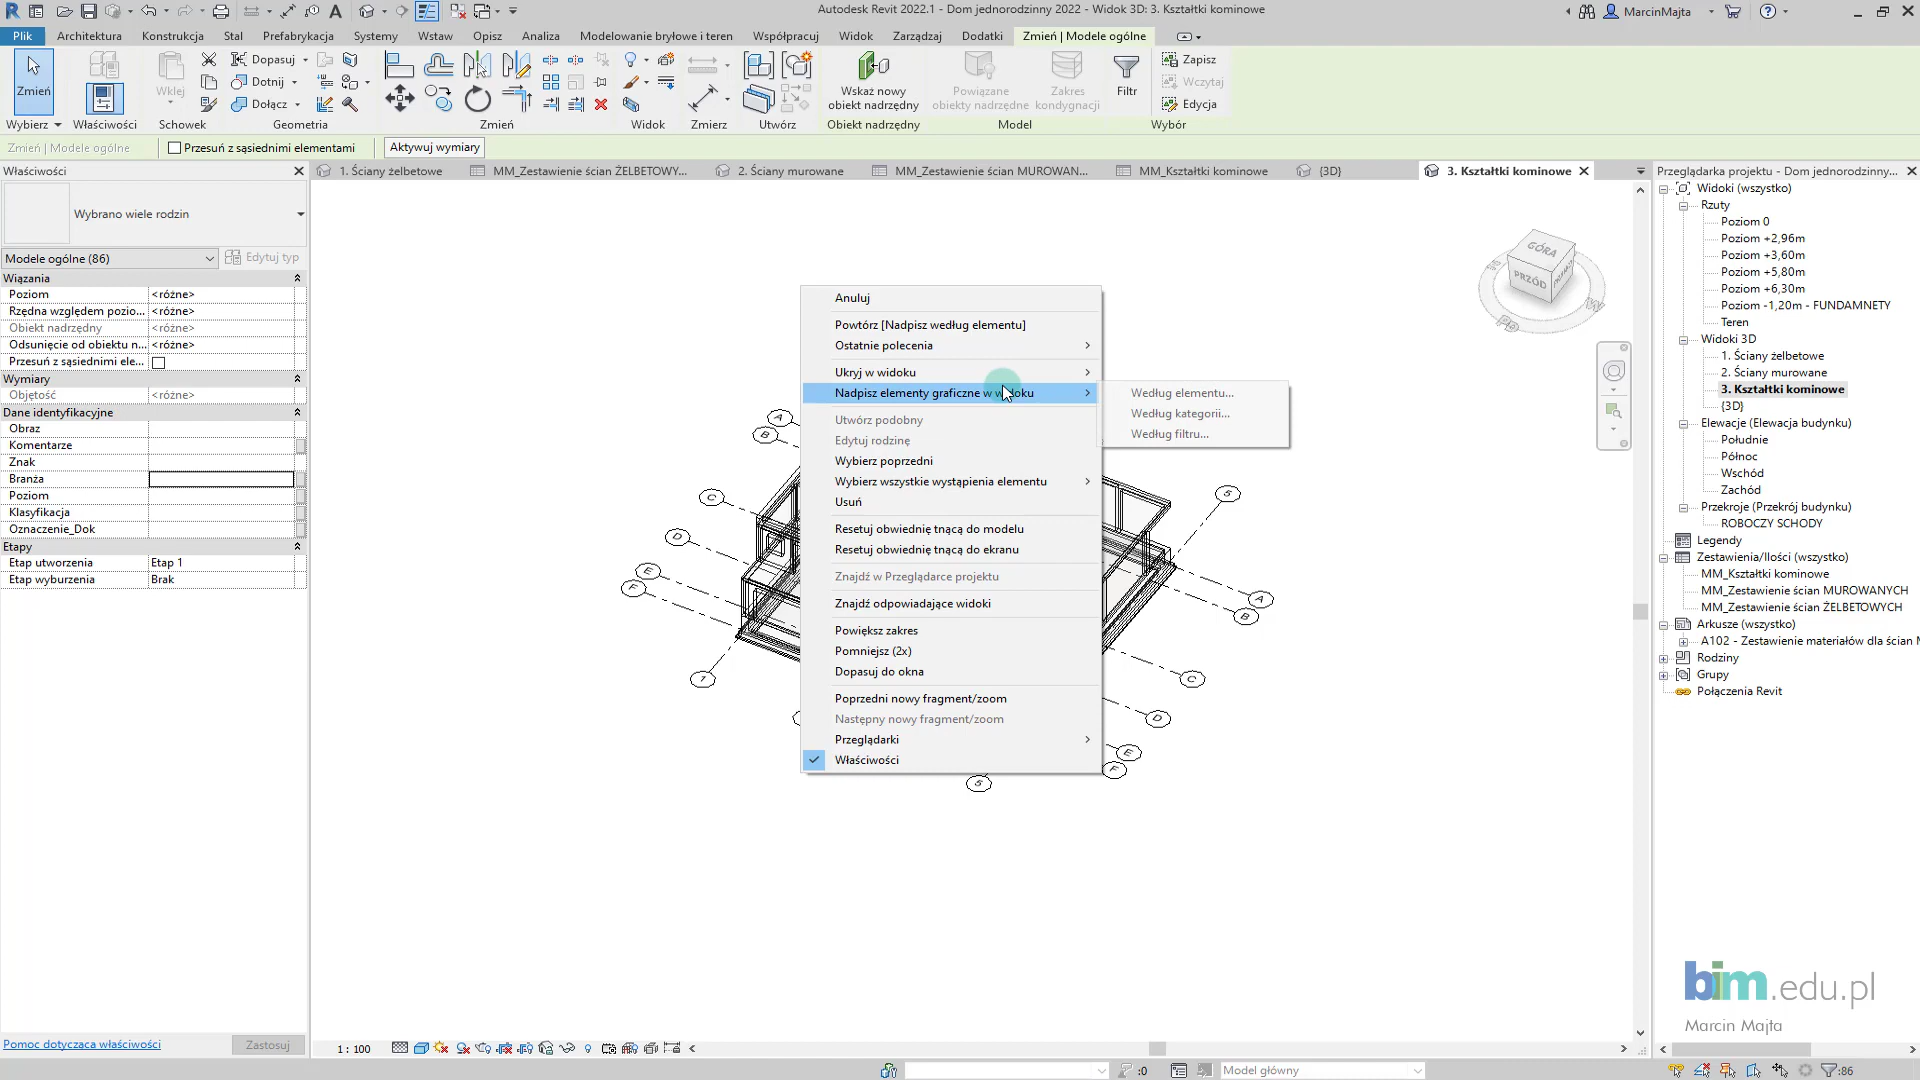 Autodesk Revit 2022.1 - Dom jednorodzinny 2022 - Widok 3D: 3. Kształtki kominowe
MarcinMajta
Plik Architektura Konstrukcja Stal Prefabrykacja Systemy Wstaw Opisz Analiza Modelowanie bryłowe i teren Współpracuj Widok Zarządzaj Dodatki Zmień | Modele ogólne
Zmień
Wklej
Dopasuj
Dotnij
Dołącz
Wskaż nowy
obiekt nadrzędny
Powiązane
obiekty nadrzędne
Zakres
kondygnacji
Filtr
Zapisz
Wczytaj
Edycja
Wybierz Właściwości Schowek Geometria Zmień Widok Zmierz Utwórz Obiekt nadrzędny Model Wybór
Zmień | Modele ogólne
Przesuń z sąsiednimi elementami
Aktywuj wymiary
Właściwości
1. Ściany żelbetowe
MM_Zestawienie ścian ŻELBETOWY...
2. Ściany murowane
MM_Zestawienie ścian MUROWAN...
MM_Kształtki kominowe
{3D}
3. Kształtki kominowe
Przeglądarka projektu - Dom jednorodzinny...
Wybrano wiele rodzin
Modele ogólne (86)
Edytuj typ
Wiązania
Poziom <różne>
Rzędna względem pozio... <różne>
Obiekt nadrzędny <różne>
Odsunięcie od obiektu n... <różne>
Przesuń z sąsiednimi ele...
Wymiary
Objętość <różne>
Dane identyfikacyjne
Obraz
Komentarze
Znak
Branża
Poziom
Klasyfikacja
Oznaczenie_Dok
Etapy
Etap utworzenia Etap 1
Etap wyburzenia Brak
Pomoc dotycząca właściwości
Zastosuj
Anuluj
Powtórz [Nadpisz według elementu]
Ostatnie polecenia
Ukryj w widoku
Nadpisz elementy graficzne w widoku
Utwórz podobny
Edytuj rodzinę
Wybierz poprzedni
Wybierz wszystkie wystąpienia elementu
Usuń
Resetuj obwiednię tnącą do modelu
Resetuj obwiednię tnącą do ekranu
Znajdź w Przeglądarce projektu
Znajdź odpowiadające widoki
Powiększ zakres
Pomniejsz (2x)
Dopasuj do okna
Poprzedni nowy fragment/zoom
Następny nowy fragment/zoom
Przeglądarki
Właściwości
Według elementu...
Według kategorii...
Według filtru...
A
B
C
D
E
F
1
5
A
B
C
D
E
F
5
GÓRA
PRZÓD
Widoki (wszystko)
Rzuty
Poziom 0
Poziom +2,96m
Poziom +3,60m
Poziom +5,80m
Poziom +6,30m
Poziom -1,20m - FUNDAMNETY
Teren
Widoki 3D
1. Ściany żelbetowe
2. Ściany murowane
3. Kształtki kominowe
{3D}
Elewacje (Elewacja budynku)
Południe
Północ
Wschód
Zachód
Przekroje (Przekrój budynku)
ROBOCZY SCHODY
Legendy
Zestawienia/Ilości (wszystko)
MM_Kształtki kominowe
MM_Zestawienie ścian MUROWANYCH
MM_Zestawienie ścian ŻELBETOWYCH
Arkusze (wszystko)
A102 - Zestawienie materiałów dla ścian M
Rodziny
Grupy
Połączenia Revit
bim.edu.pl
Marcin Majta
1 : 100
:0
Model główny
:86